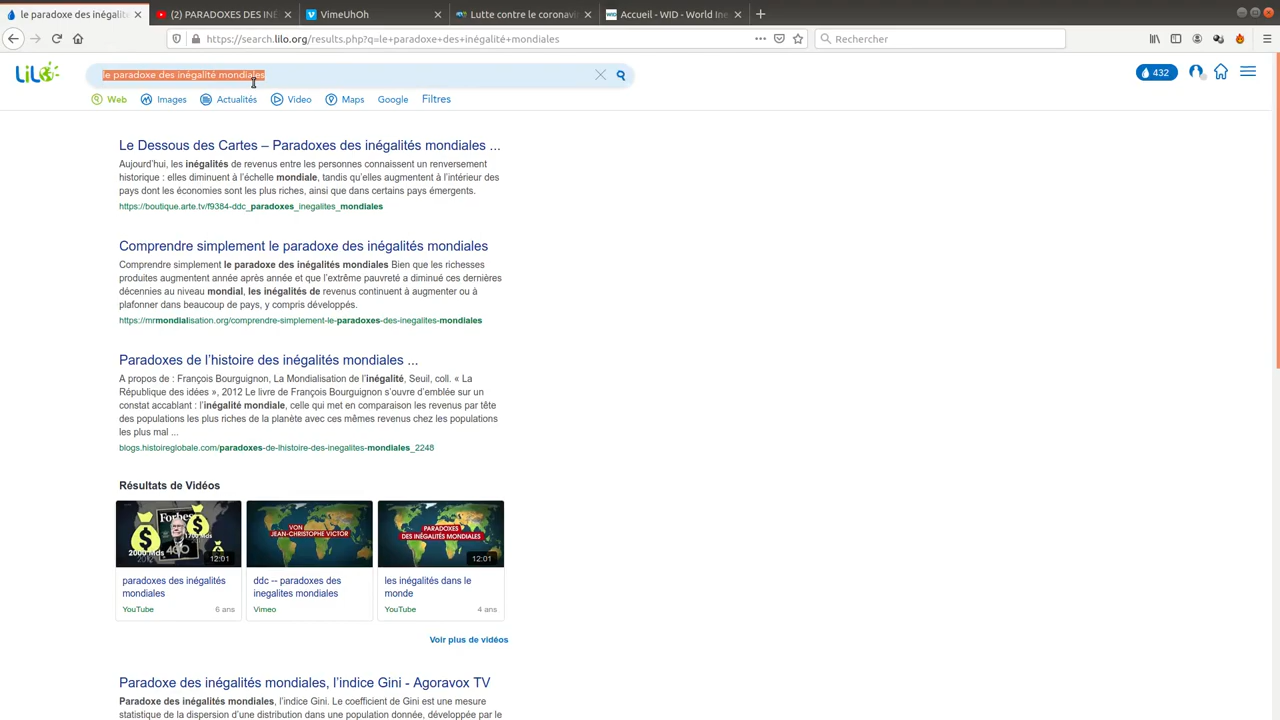 le paradoxe des inégalité
(2) PARADOXES DES INÉ
VimeUhOh
Lutte contre le coronavi
Accueil - WID - World Ine
https://search.lilo.org/results.php?q=le+paradoxe+des+inégalité+mondiales
Rechercher
LiLO
le paradoxe des inégalité mondiales
432
Web Images Actualités Video Maps Google Filtres
Le Dessous des Cartes – Paradoxes des inégalités mondiales ...
Aujourd'hui, les inégalités de revenus entre les personnes connaissent un renversement
historique : elles diminuent à l'échelle mondiale, tandis qu'elles augmentent à l'intérieur des
pays dont les économies sont les plus riches, ainsi que dans certains pays émergents.
https://boutique.arte.tv/f9384-ddc_paradoxes_inegalites_mondiales
Comprendre simplement le paradoxe des inégalités mondiales
Comprendre simplement le paradoxe des inégalités mondiales Bien que les richesses
produites augmentent année après année et que l'extrême pauvreté a diminué ces dernières
décennies au niveau mondial, les inégalités de revenus continuent à augmenter ou à
plafonner dans beaucoup de pays, y compris développés.
https://mrmondialisation.org/comprendre-simplement-le-paradoxes-des-inegalites-mondiales
Paradoxes de l'histoire des inégalités mondiales ...
A propos de : François Bourguignon, La Mondialisation de l'inégalité, Seuil, coll. « La
République des idées », 2012 Le livre de François Bourguignon s'ouvre d'emblée sur un
constat accablant : l'inégalité mondiale, celle qui met en comparaison les revenus par tête
des populations les plus riches de la planète avec ces mêmes revenus chez les populations
les plus mal ...
blogs.histoireglobale.com/paradoxes-de-lhistoire-des-inegalites-mondiales_2248
Résultats de Vidéos
Forbes
2000 Mds
2012
400
1700 Mds
12:01
VON
JEAN-CHRISTOPHE VICTOR
PARADOXES
DES INÉGALITÉS MONDIALES
12:01
paradoxes des inégalités
mondiales
YouTube 6 ans
ddc -- paradoxes des
inegalites mondiales
Vimeo
les inégalités dans le
monde
YouTube 4 ans
Voir plus de vidéos
Paradoxe des inégalités mondiales, l'indice Gini - Agoravox TV
Paradoxe des inégalités mondiales, l'indice Gini. Le coefficient de Gini est une mesure
statistique de la dispersion d'une distribution dans une population donnée, développée par le